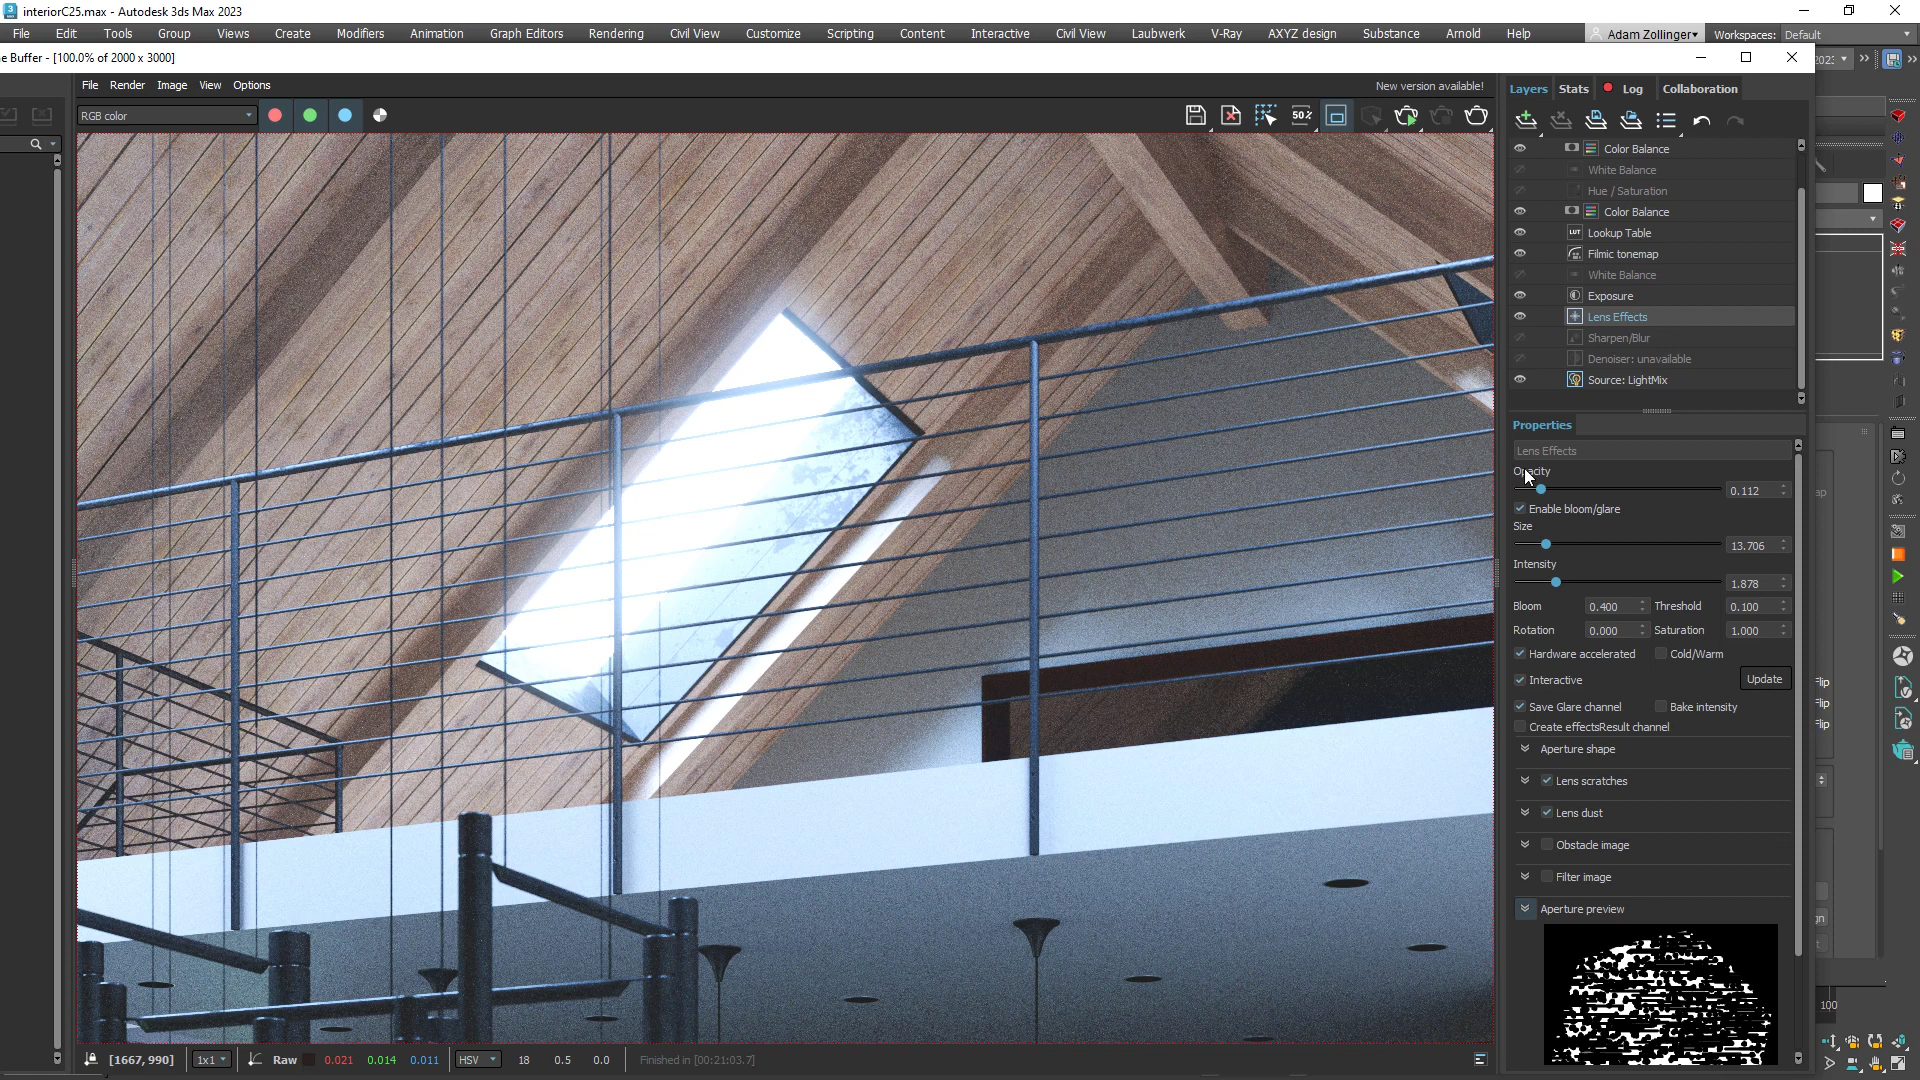 interiorC25.max - Autodesk 3ds Max 2023
File Edit Tools Group Views Create Modifiers Animation Graph Editors Rendering Civil View Customize Scripting Content Interactive Civil View Laubwerk V-Ray AXYZ design Substance Arnold Help Adam Zollinger Workspaces: Default
e Buffer - [100.0% of 2000 x 3000]
File Render Image View Options New version available!
Layers Stats Log Collaboration
RGB color
50%
Color Balance
White Balance
Hue / Saturation
Color Balance
LUT Lookup Table
Filmic tonemap
White Balance
Exposure
Lens Effects
Sharpen/Blur
Denoiser: unavailable
Source: LightMix
Properties
Lens Effects
Opacity
0.112
Enable bloom/glare
Size
13.706
Intensity
1.878
Bloom 0.400 Threshold 0.100
Rotation 0.000 Saturation 1.000
Hardware accelerated Cold/Warm
Interactive Update
Save Glare channel Bake intensity
Create effectsResult channel
Aperture shape
Lens scratches
Lens dust
Obstacle image
Filter image
Aperture preview
Flip
Flip
Flip
100
[1667, 990] 1x1 Raw 0.021 0.014 0.011 HSV 18 0.5 0.0 Finished in [00:21:03.7]